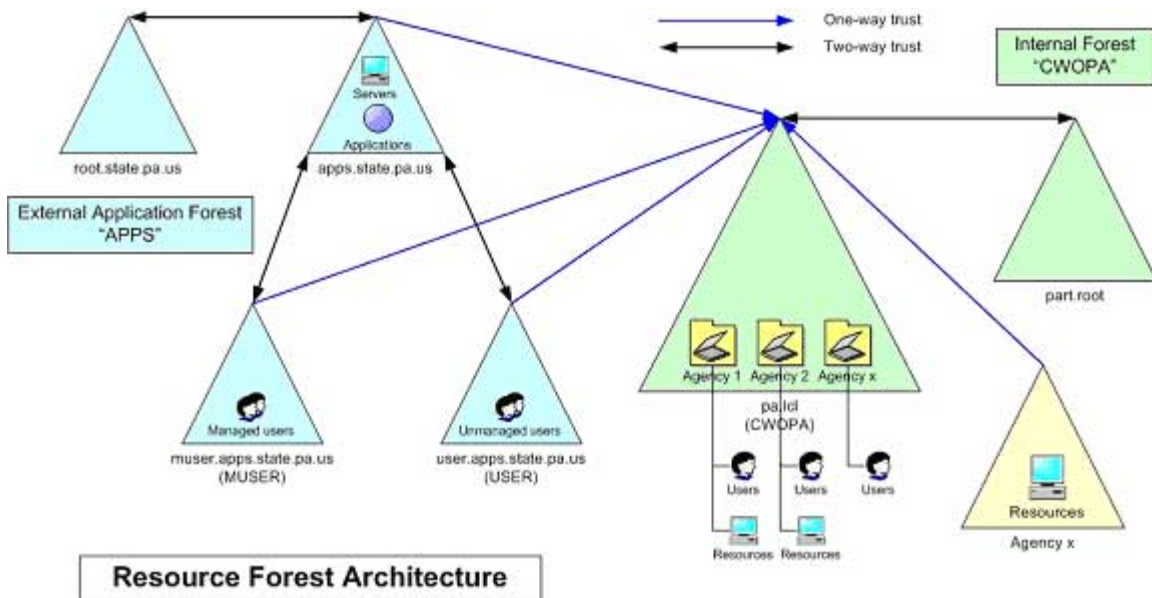 One-way trust
Two-way trust
Internal Forest
“CWOPA”
Servers
Applications
root.state.pa.us
apps.state.pa.us
External Application Forest
“APPS”
part.root
Agency 1
Agency 2
Agency x
pa.lcl
(CWOPA)
Managed users
Unmanaged users
muser.apps.state.pa.us
(MUSER)
user.apps.state.pa.us
(USER)
Users
Users
Users
Resources
Resources
Resources
Agency x
Resource Forest Architecture